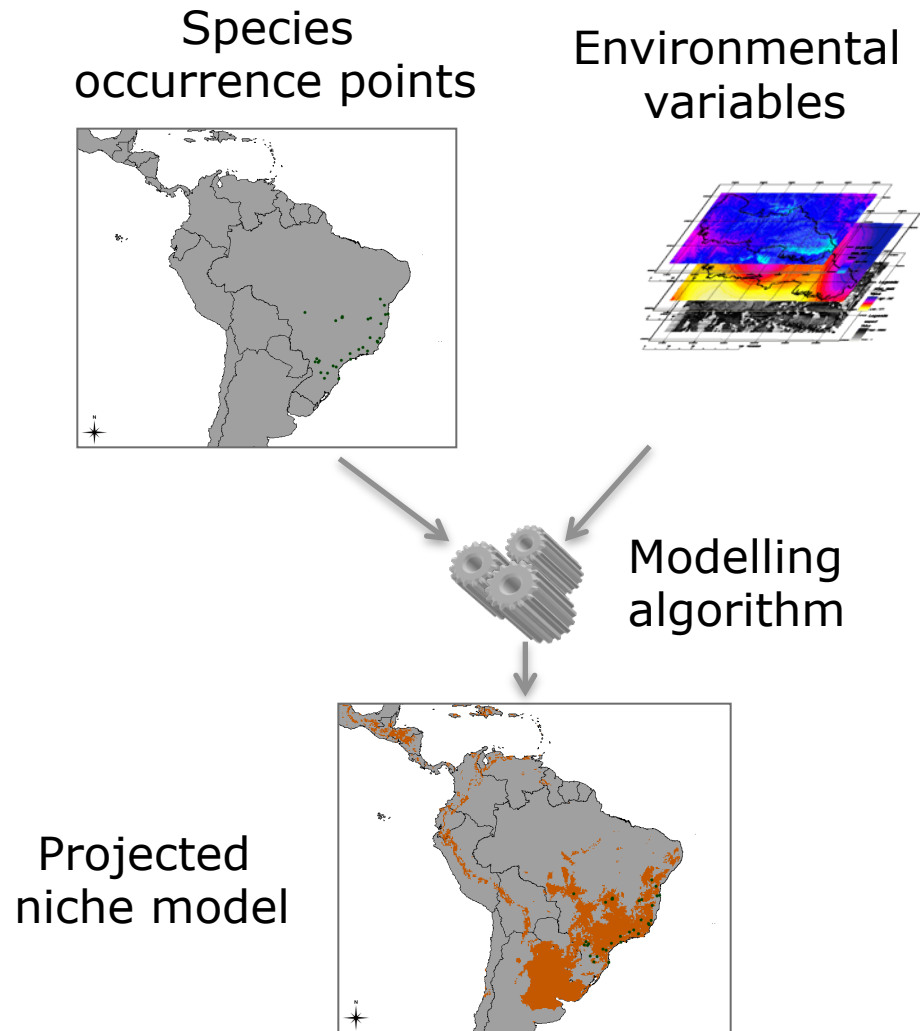 Species
occurrence points
Environmental
variables
N
Modelling
algorithm
Projected
niche model
N